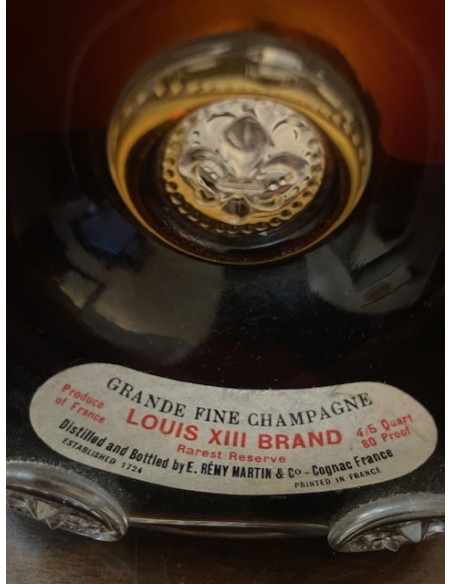 GRANDE FINE CHAMPAGNE
Produce
of France
LOUIS XIII BRAND
4/5 Quart
80 Proof
Rarest Reserve
Distilled and Bottled by E. RÉMY MARTIN & Co - Cognac France
ESTABLISHED 1724
PRINTED IN FRANCE